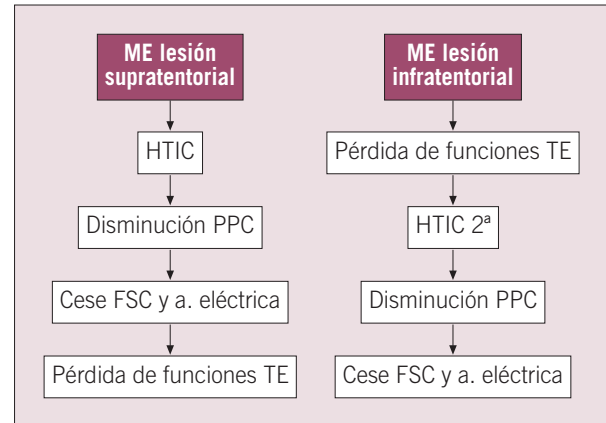 ME lesión
supratentorial
HTIC
Disminución PPC
Cese FSC y a. eléctrica
Pérdida de funciones TE
ME lesión
infratentorial
Pérdida de funciones TE
HTIC 2ª
Disminución PPC
Cese FSC y a. eléctrica